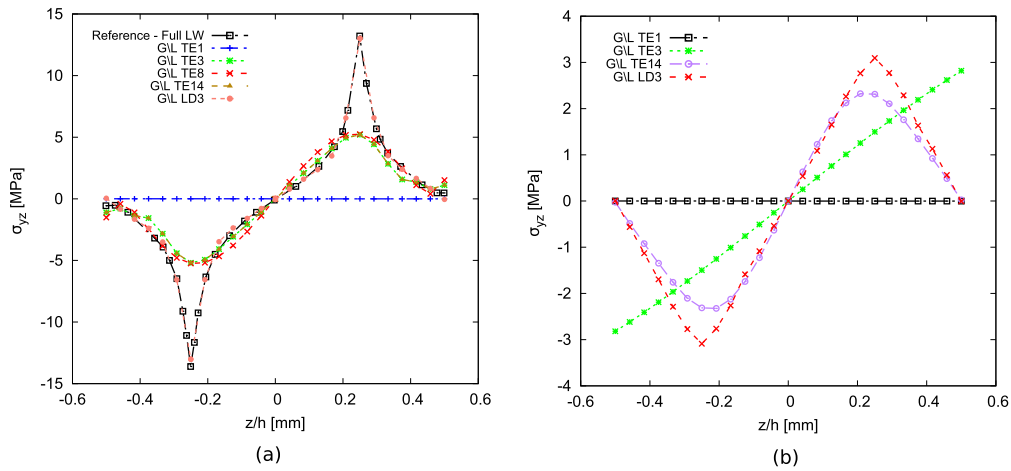 15
10
5
0
-5
-10
-15
-0.6
-0.4
-0.2
0
0.2
0.4
0.6
σyz [MPa]
z/h [mm]
Reference - Full LW
G\L TE1
G\L TE3
G\L TE8
G\L TE14
G\L LD3
(a)
4
3
2
1
0
-1
-2
-3
-4
-0.6
-0.4
-0.2
0
0.2
0.4
0.6
σyz [MPa]
z/h [mm]
G\L TE1
G\L TE3
G\L TE14
G\L LD3
(b)